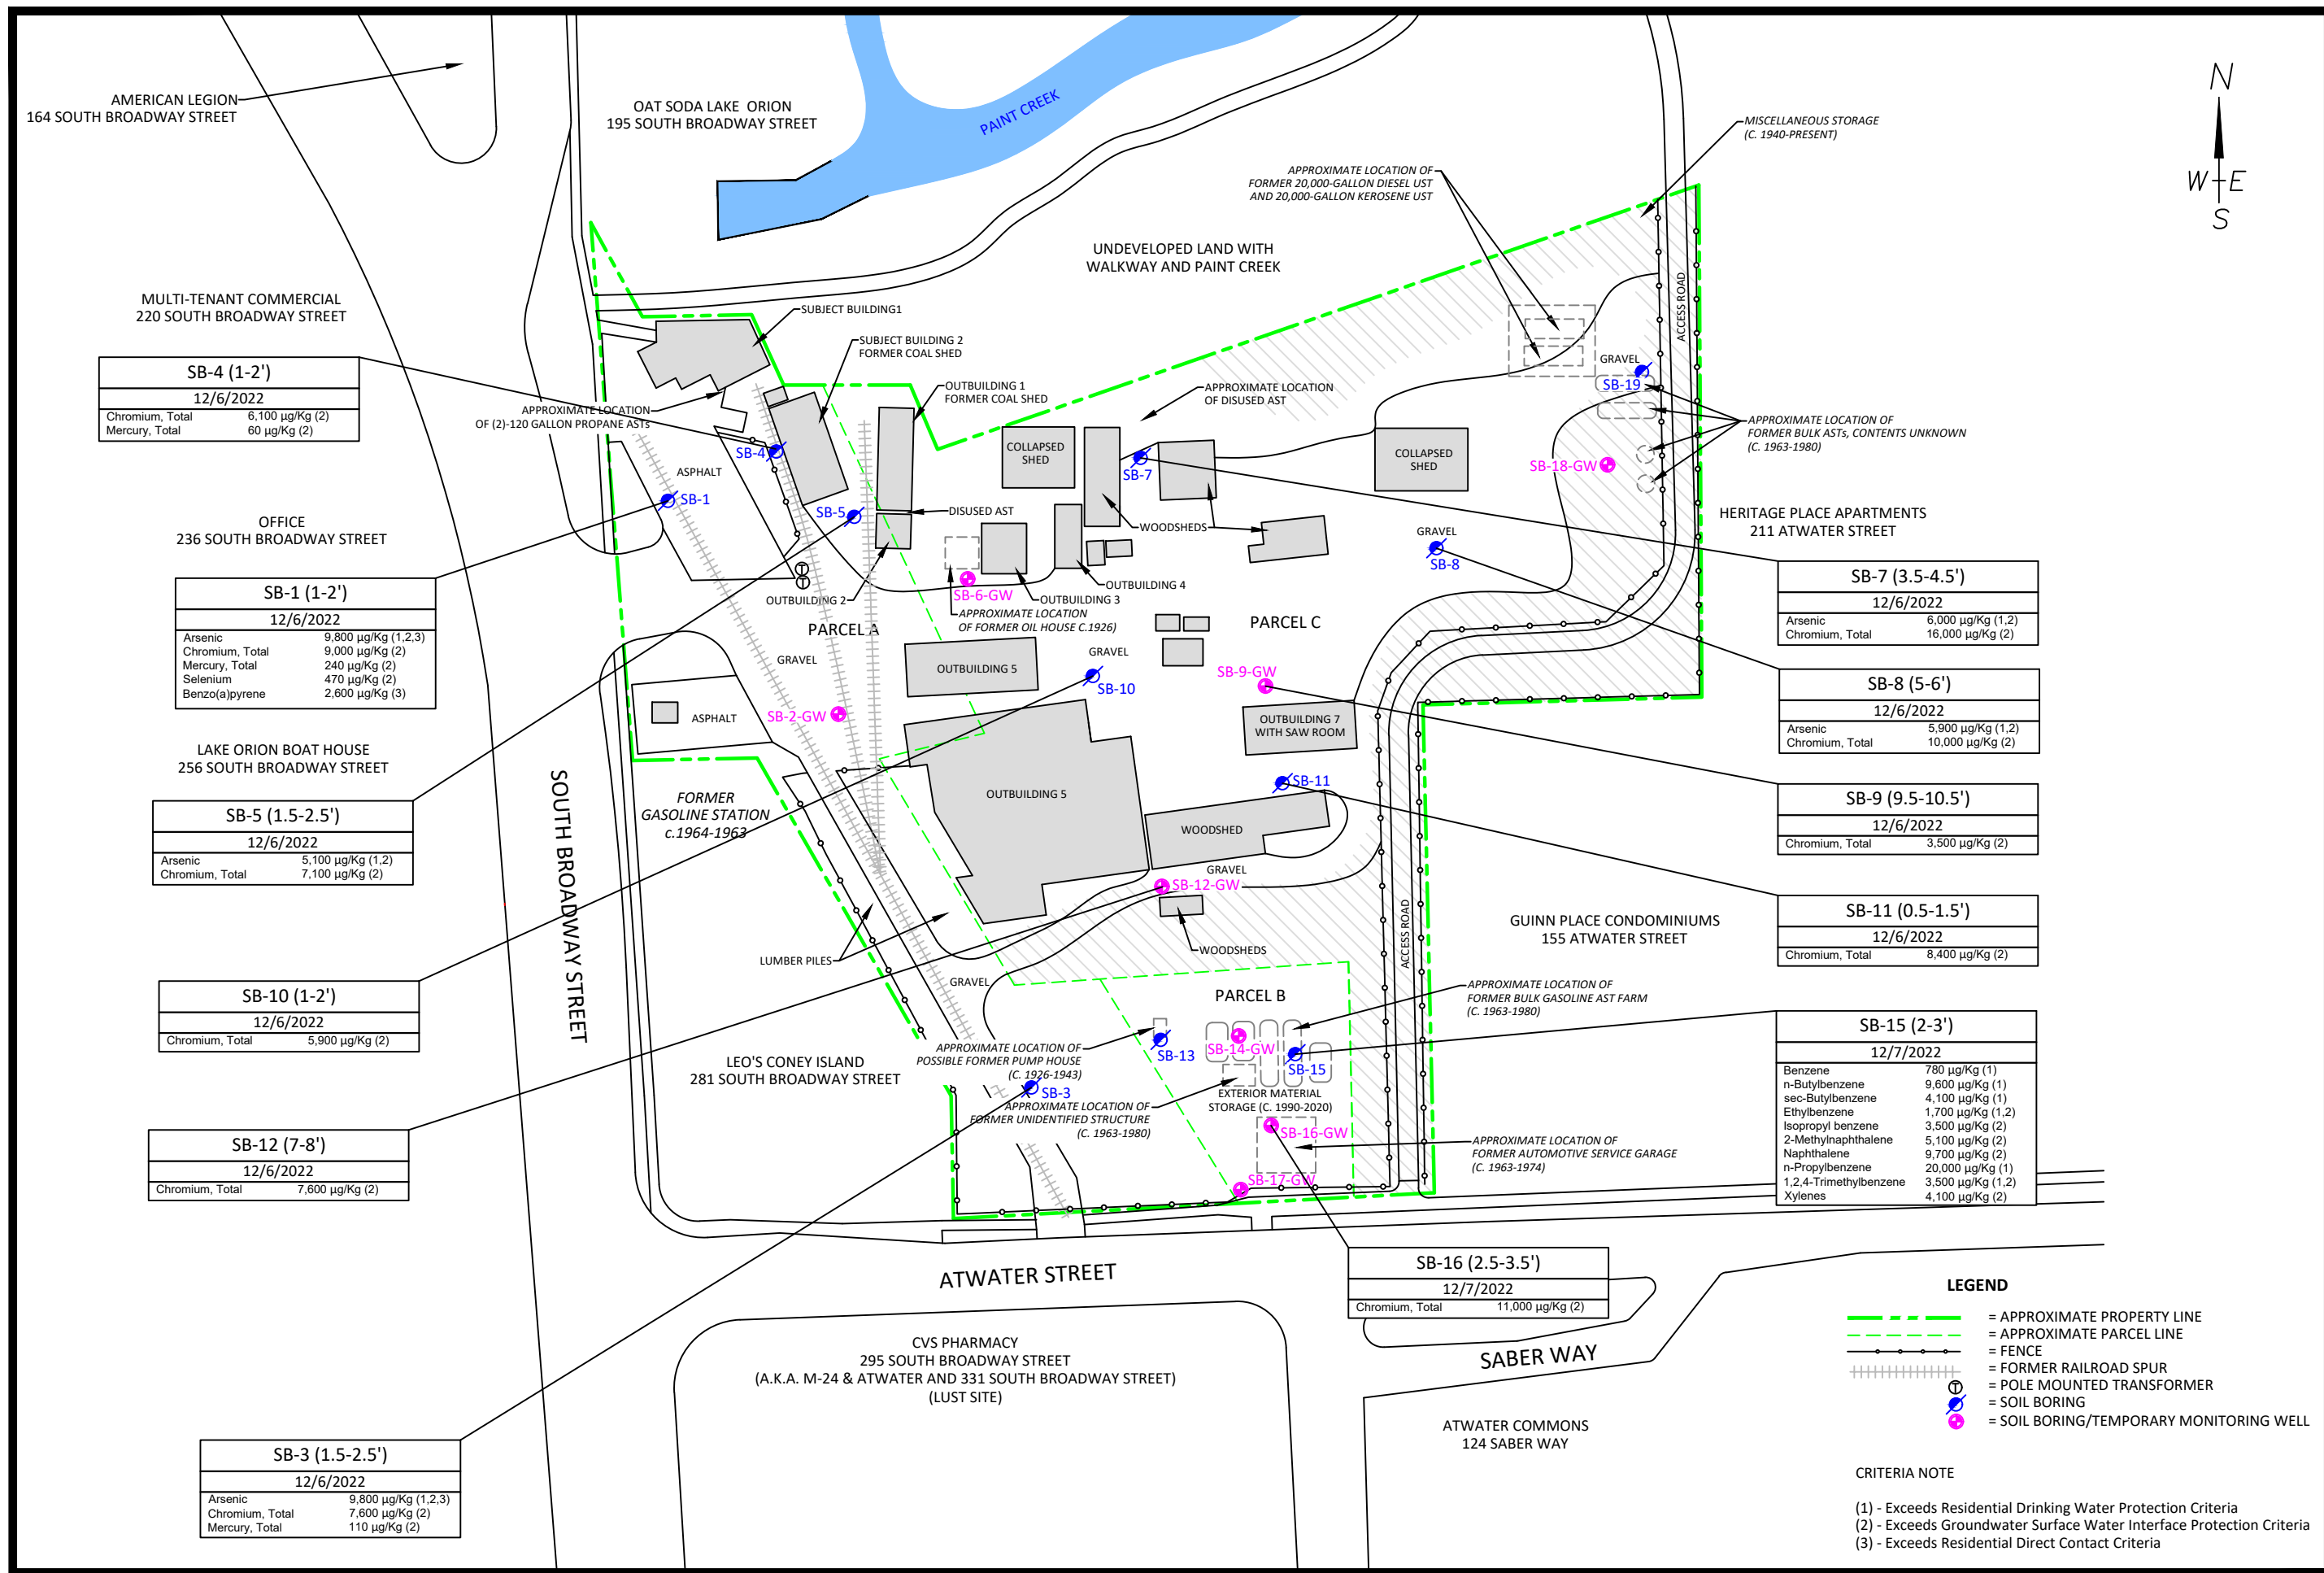 AMERICAN LEGION
164 SOUTH BROADWAY STREET
OAT SODA LAKE ORION
195 SOUTH BROADWAY STREET
PAINT CREEK
N
W E
S
MISCELLANEOUS STORAGE
(C. 1940-PRESENT)
APPROXIMATE LOCATION OF
FORMER 20,000-GALLON DIESEL UST
AND 20,000-GALLON KEROSENE UST
UNDEVELOPED LAND WITH
WALKWAY AND PAINT CREEK
ACCESS ROAD
MULTI-TENANT COMMERCIAL
220 SOUTH BROADWAY STREET
SUBJECT BUILDING1
SUBJECT BUILDING 2
FORMER COAL SHED
OUTBUILDING 1
FORMER COAL SHED
APPROXIMATE LOCATION
OF DISUSED AST
APPROXIMATE LOCATION
OF (2)-120 GALLON PROPANE ASTs
GRAVEL
SB-19
APPROXIMATE LOCATION OF
FORMER BULK ASTs, CONTENTS UNKNOWN
(C. 1963-1980)
SB-4 (1-2')
12/6/2022
Chromium, Total 6,100 µg/Kg (2)
Mercury, Total 60 µg/Kg (2)
SB-4
ASPHALT
SB-1
SB-5
COLLAPSED
SHED
SB-7
COLLAPSED
SHED
SB-18-GW
DISUSED AST
WOODSHEDS
GRAVEL
SB-8
HERITAGE PLACE APARTMENTS
211 ATWATER STREET
OFFICE
236 SOUTH BROADWAY STREET
T
T
OUTBUILDING 2
SB-6-GW
OUTBUILDING 4
OUTBUILDING 3
APPROXIMATE LOCATION
OF FORMER OIL HOUSE C.1926)
SB-1 (1-2')
12/6/2022
Arsenic 9,800 µg/Kg (1,2,3)
Chromium, Total 9,000 µg/Kg (2)
Mercury, Total 240 µg/Kg (2)
Selenium 470 µg/Kg (2)
Benzo(a)pyrene 2,600 µg/Kg (3)
SB-7 (3.5-4.5')
12/6/2022
Arsenic 6,000 µg/Kg (1,2)
Chromium, Total 16,000 µg/Kg (2)
PARCEL A
PARCEL C
GRAVEL
OUTBUILDING 5
GRAVEL
SB-10
SB-9-GW
SB-8 (5-6')
12/6/2022
Arsenic 5,900 µg/Kg (1,2)
Chromium, Total 10,000 µg/Kg (2)
ASPHALT
SB-2-GW
OUTBUILDING 7
WITH SAW ROOM
LAKE ORION BOAT HOUSE
256 SOUTH BROADWAY STREET
SOUTH BROADWAY STREET
FORMER
GASOLINE STATION
c.1964-1963
OUTBUILDING 5
SB-11
WOODSHED
SB-9 (9.5-10.5')
12/6/2022
Chromium, Total 3,500 µg/Kg (2)
SB-5 (1.5-2.5')
12/6/2022
Arsenic 5,100 µg/Kg (1,2)
Chromium, Total 7,100 µg/Kg (2)
GRAVEL
SB-12-GW
WOODSHEDS
ACCESS ROAD
GUINN PLACE CONDOMINIUMS
155 ATWATER STREET
SB-11 (0.5-1.5')
12/6/2022
Chromium, Total 8,400 µg/Kg (2)
LUMBER PILES
GRAVEL
PARCEL B
APPROXIMATE LOCATION OF
FORMER BULK GASOLINE AST FARM
(C. 1963-1980)
SB-10 (1-2')
12/6/2022
Chromium, Total 5,900 µg/Kg (2)
SB-15 (2-3')
12/7/2022
Benzene 780 µg/Kg (1)
n-Butylbenzene 9,600 µg/Kg (1)
sec-Butylbenzene 4,100 µg/Kg (1)
Ethylbenzene 1,700 µg/Kg (1,2)
Isopropyl benzene 3,500 µg/Kg (2)
2-Methylnaphthalene 5,100 µg/Kg (2)
Naphthalene 9,700 µg/Kg (2)
n-Propylbenzene 20,000 µg/Kg (1)
1,2,4-Trimethylbenzene 3,500 µg/Kg (1,2)
Xylenes 4,100 µg/Kg (2)
LEO'S CONEY ISLAND
281 SOUTH BROADWAY STREET
APPROXIMATE LOCATION OF
POSSIBLE FORMER PUMP HOUSE
(C. 1926-1943)
SB-13
SB-14-GW
SB-15
SB-3
APPROXIMATE LOCATION OF
FORMER UNIDENTIFIED STRUCTURE
(C. 1963-1980)
EXTERIOR MATERIAL
STORAGE (C. 1990-2020)
SB-16-GW
APPROXIMATE LOCATION OF
FORMER AUTOMOTIVE SERVICE GARAGE
(C. 1963-1974)
SB-17-GW
SB-12 (7-8')
12/6/2022
Chromium, Total 7,600 µg/Kg (2)
ATWATER STREET
SB-16 (2.5-3.5')
12/7/2022
Chromium, Total 11,000 µg/Kg (2)
SABER WAY
CVS PHARMACY
295 SOUTH BROADWAY STREET
(A.K.A. M-24 & ATWATER AND 331 SOUTH BROADWAY STREET)
(LUST SITE)
ATWATER COMMONS
124 SABER WAY
SB-3 (1.5-2.5')
12/6/2022
Arsenic 9,800 µg/Kg (1,2,3)
Chromium, Total 7,600 µg/Kg (2)
Mercury, Total 110 µg/Kg (2)
LEGEND
= APPROXIMATE PROPERTY LINE
= APPROXIMATE PARCEL LINE
= FENCE
= FORMER RAILROAD SPUR
T = POLE MOUNTED TRANSFORMER
= SOIL BORING
= SOIL BORING/TEMPORARY MONITORING WELL
CRITERIA NOTE
(1) - Exceeds Residential Drinking Water Protection Criteria
(2) - Exceeds Groundwater Surface Water Interface Protection Criteria
(3) - Exceeds Residential Direct Contact Criteria